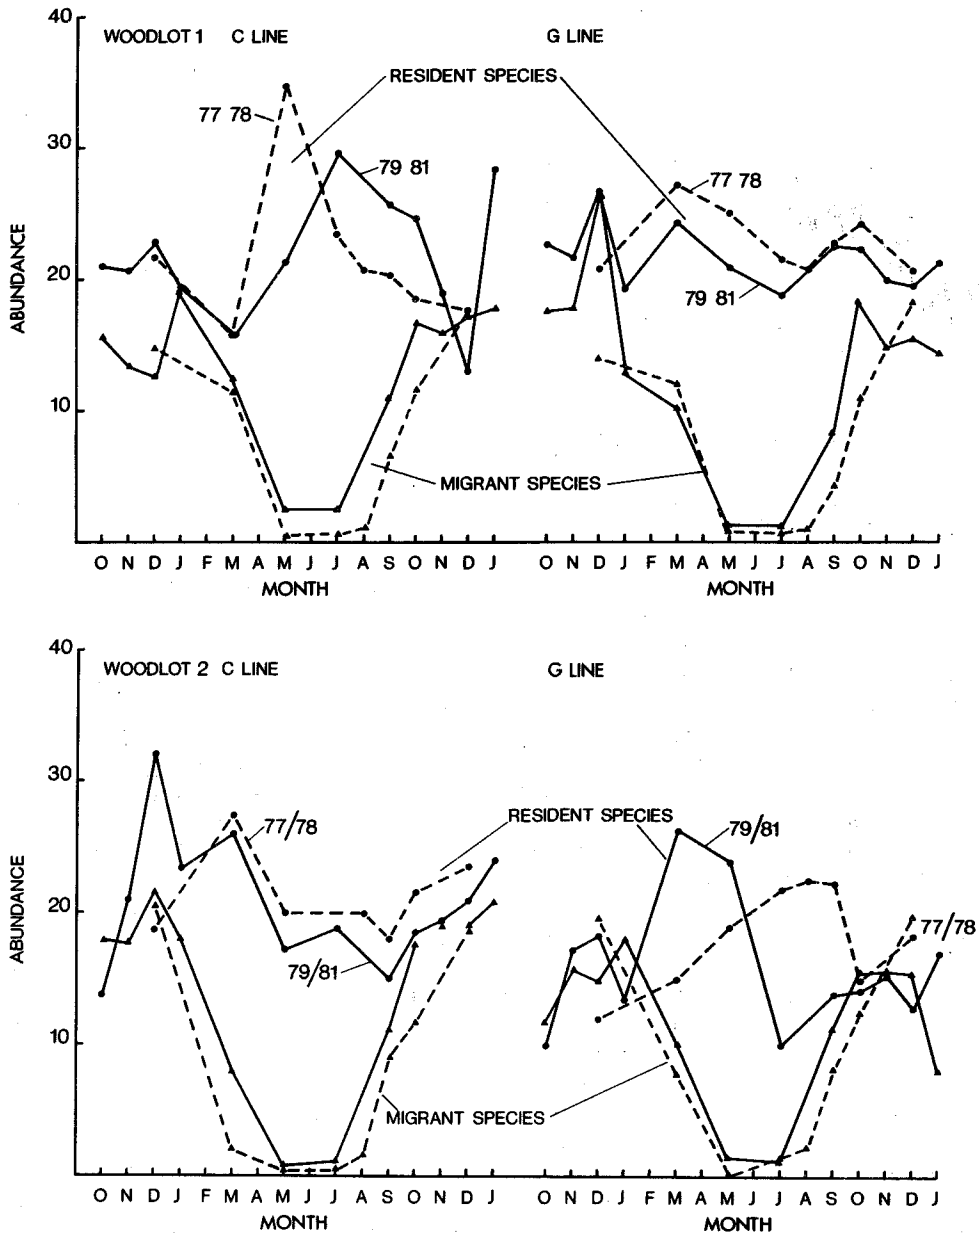 40
WOODLOT 1 C LINE
G LINE
RESIDENT SPECIES
77 78
30
79 81
77 78
ABUNDANCE
20
79 81
10
MIGRANT SPECIES
O N D J F M A M J J A S O N D J
O N D J F M A M J J A S O N D J
MONTH
MONTH
40
WOODLOT 2 C LINE
G LINE
30
RESIDENT SPECIES
77/78
79/81
ABUNDANCE
20
77/78
79/81
10
MIGRANT SPECIES
O N D J F M A M J J A S O N D J
O N D J F M A M J J A S O N D J
MONTH
MONTH